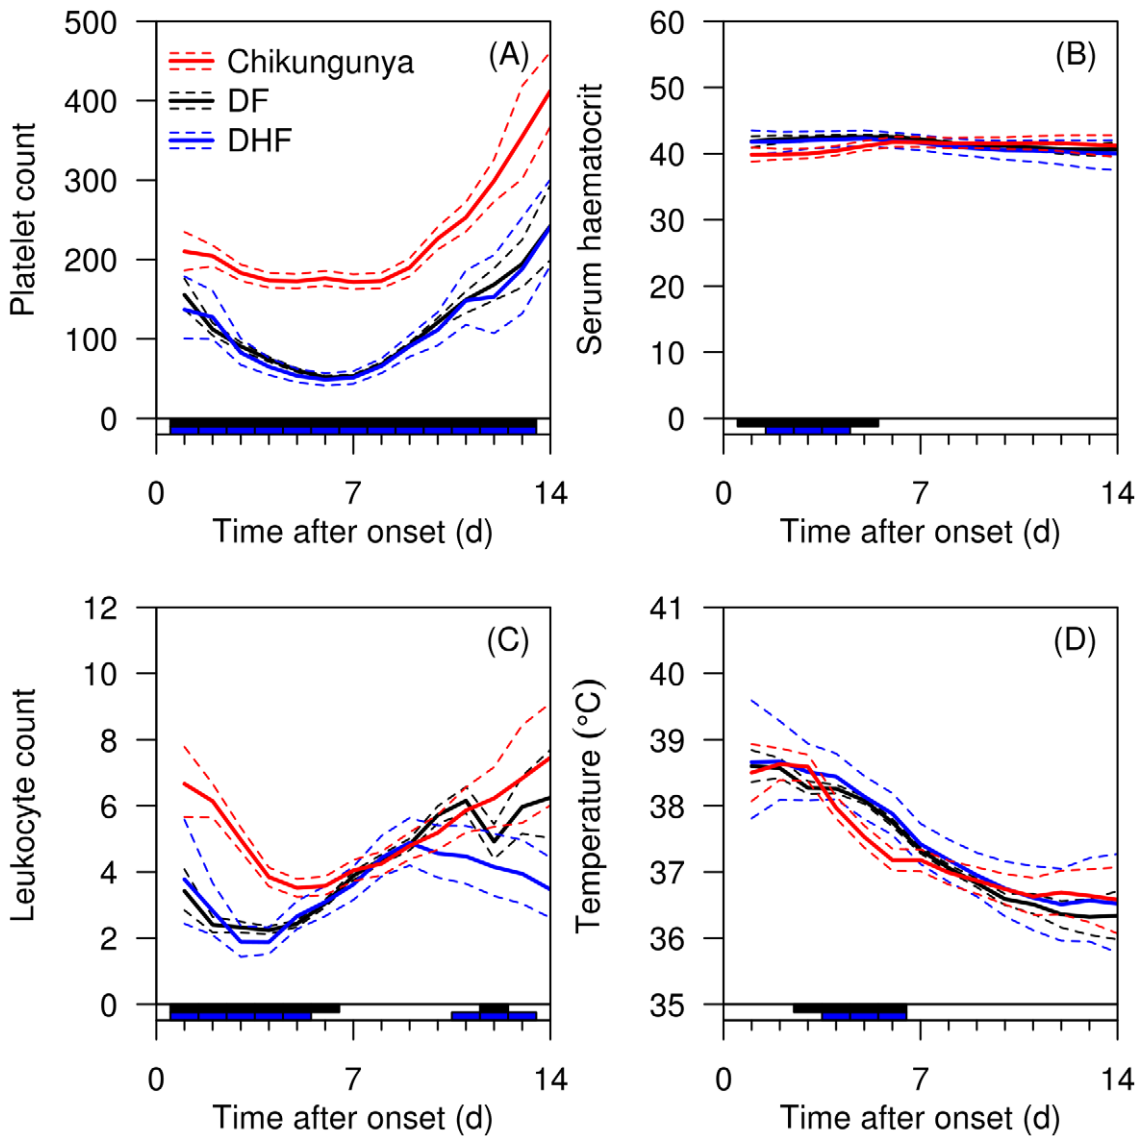 500
400
300
200
100
0
Platelet count
Chikungunya
DF
DHF
(A)
0 7 14
Time after onset (d)
60
50
40
30
20
10
0
Serum haematocrit
(B)
0 7 14
Time after onset (d)
12
10
8
6
4
2
0
Leukocyte count
(C)
0 7 14
Time after onset (d)
41
40
39
38
37
36
35
Temperature (°C)
(D)
0 7 14
Time after onset (d)